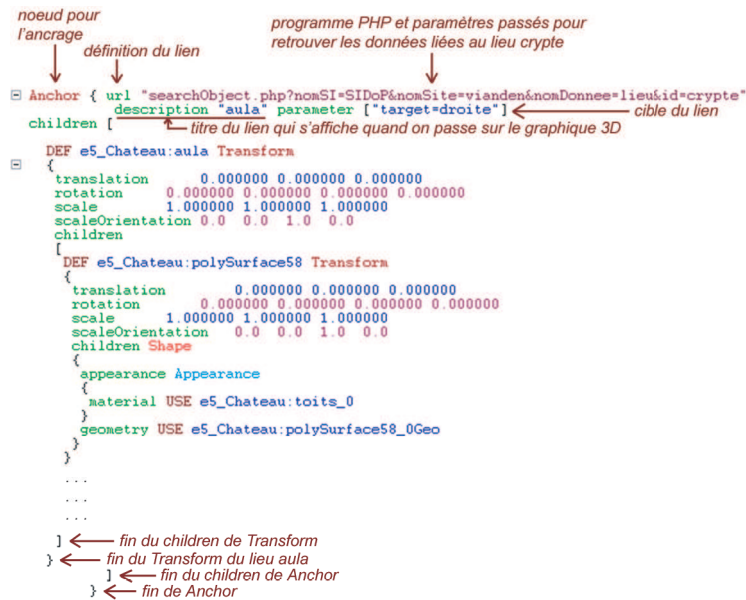 noeud pour
l'ancrage
définition du lien
programme PHP et paramètres passés pour
retrouver les données liées au lieu crypte
Anchor { url "searchObject.php?nomSI=SIDoP&nomSite=vianden&nomDonnee=lieu&id=crypte"
description "aula" parameter ["target=droite"]
cible du lien
children [
titre du lien qui s'affiche quand on passe sur le graphique 3D
DEF e5_Chateau:aula Transform
{
translation 0.000000 0.000000 0.000000
rotation 0.000000 0.000000 0.000000 0.000000
scale 1.000000 1.000000 1.000000
scaleOrientation 0.0 0.0 1.0 0.0
children
[
DEF e5_Chateau:polySurface58 Transform
{
translation 0.000000 0.000000 0.000000
rotation 0.000000 0.000000 0.000000 0.000000
scale 1.000000 1.000000 1.000000
scaleOrientation 0.0 0.0 1.0 0.0
children Shape
{
appearance Appearance
{
material USE e5_Chateau:toits_0
}
geometry USE e5_Chateau:polySurface58_0Geo
}
}
...
...
...
] fin du children de Transform
} fin du Transform du lieu aula
] fin du children de Anchor
} fin de Anchor